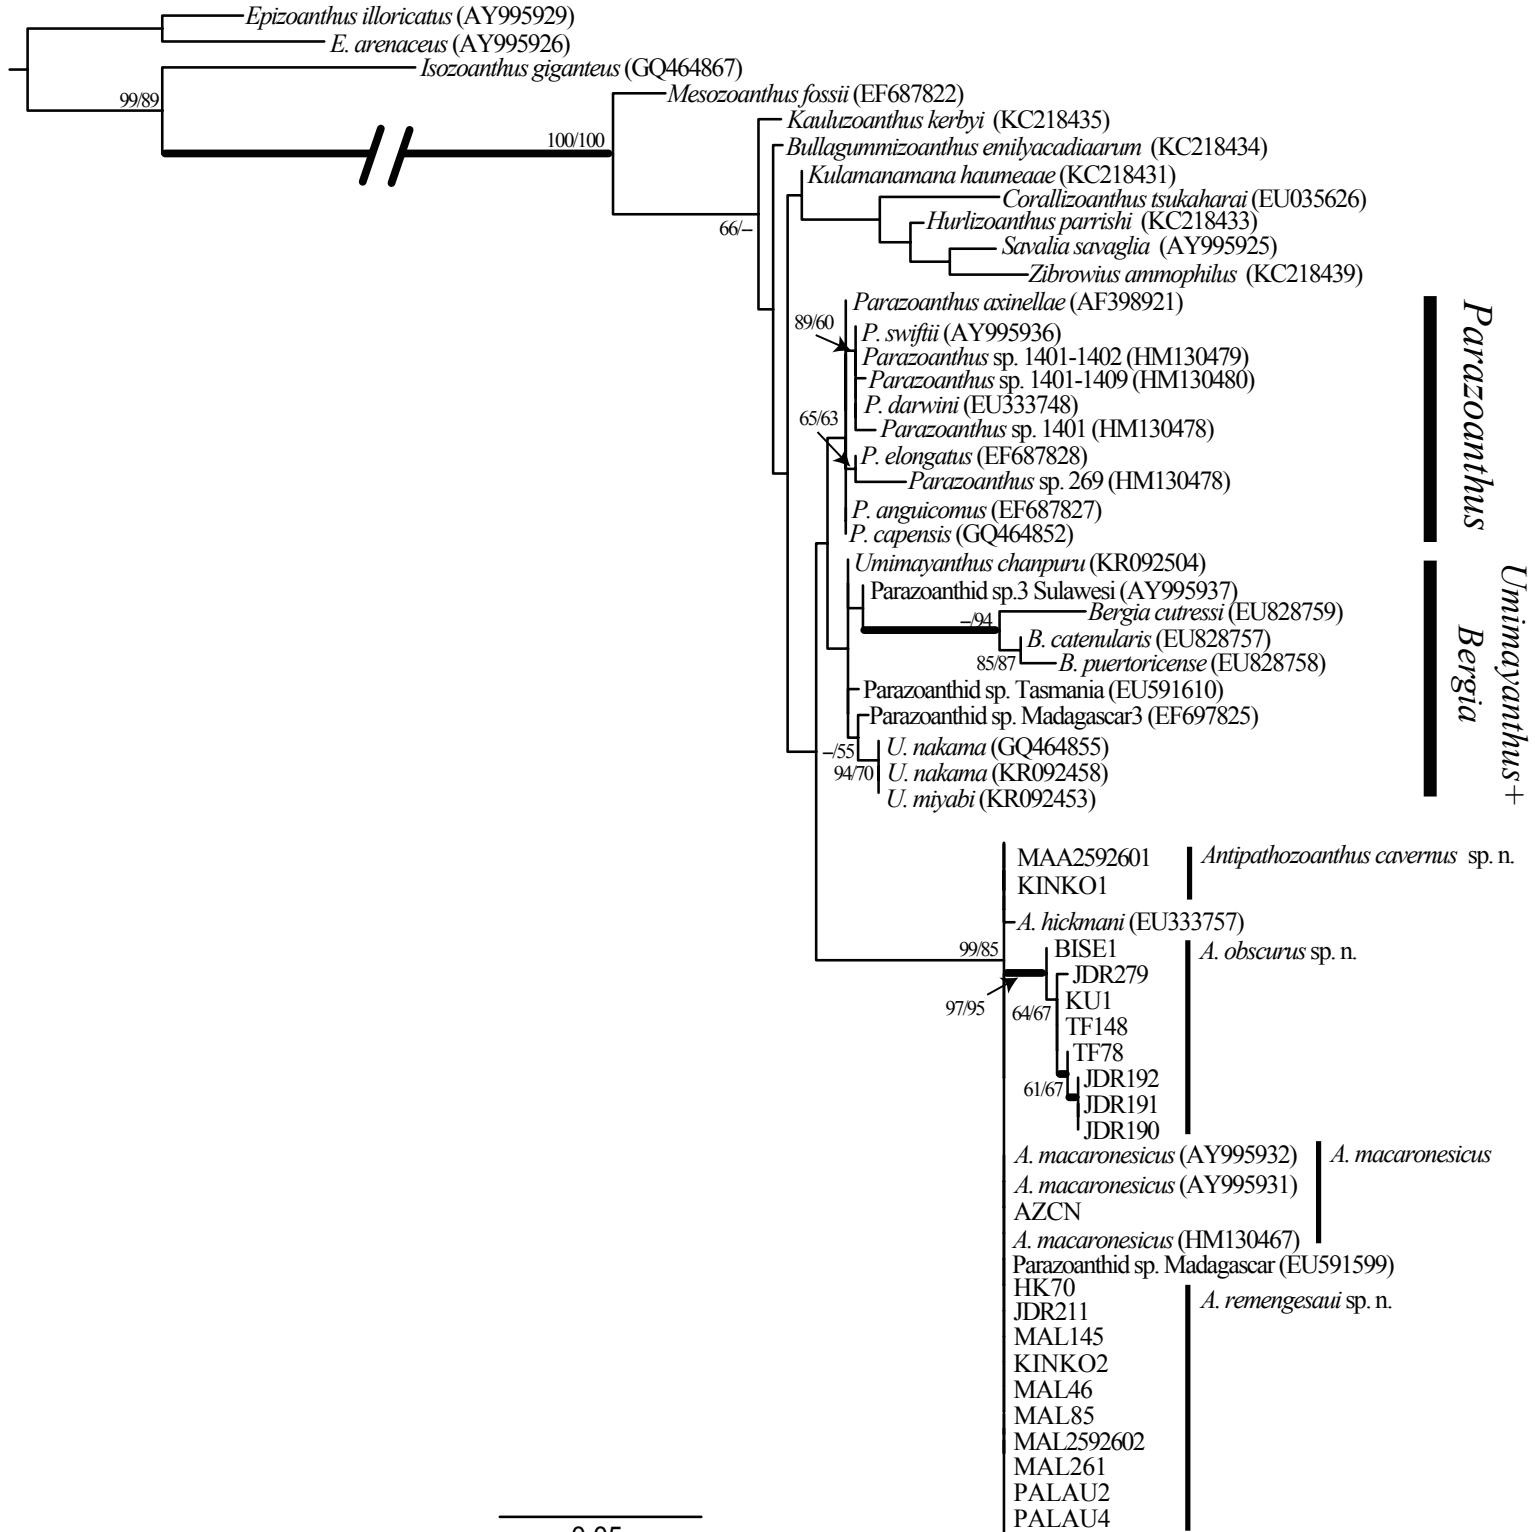 Epizoanthus illoricatus (AY995929)
E. arenaceus (AY995926)
Isozoanthus giganteus (GQ464867)
99/89
Mesozoanthus fossii (EF687822)
100/100
Kauluzoanthus kerbyi (KC218435)
Bullagummizoanthus emilyacadiaarum (KC218434)
Kulamanamana haumeaae (KC218431)
Corallizoanthus tsukaharai (EU035626)
Hurlizoanthus parrishi (KC218433)
66/–
Savalia savaglia (AY995925)
Zibrowius ammophilus (KC218439)
Parazoanthus axinellae (AF398921)
89/60
P. swiftii (AY995936)
Parazoanthus sp. 1401-1402 (HM130479)
Parazoanthus sp. 1401-1409 (HM130480)
P. darwini (EU333748)
65/63
Parazoanthus sp. 1401 (HM130478)
P. elongatus (EF687828)
Parazoanthus sp. 269 (HM130478)
P. anguicomus (EF687827)
P. capensis (GQ464852)
Parazoanthus
Umimayanthus chanpuru (KR092504)
Parazoanthid sp.3 Sulawesi (AY995937)
Bergia cutressi (EU828759)
–/94
B. catenularis (EU828757)
85/87
B. puertoricense (EU828758)
Parazoanthid sp. Tasmania (EU591610)
Parazoanthid sp. Madagascar3 (EF697825)
–/55
U. nakama (GQ464855)
94/70
U. nakama (KR092458)
U. miyabi (KR092453)
Umimayanthus+
Bergia
MAA2592601
Antipathozoanthus cavernus sp. n.
KINKO1
A. hickmani (EU333757)
99/85
BISE1
A. obscurus sp. n.
JDR279
97/95
64/67
KU1
TF148
TF78
JDR192
61/67
JDR191
JDR190
A. macaronesicus (AY995932)
A. macaronesicus
A. macaronesicus (AY995931)
AZCN
A. macaronesicus (HM130467)
Parazoanthid sp. Madagascar (EU591599)
HK70
A. remengesaui sp. n.
JDR211
MAL145
KINKO2
MAL46
MAL85
MAL2592602
MAL261
PALAU2
PALAU4